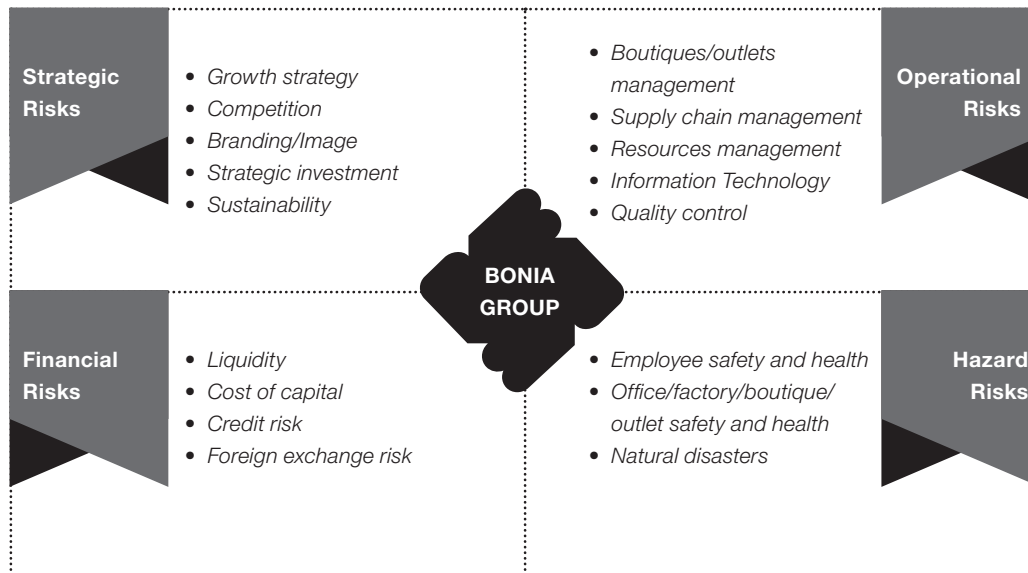 Strategic
Risks
• Growth strategy
• Competition
• Branding/Image
• Strategic investment
• Sustainability
• Boutiques/outlets
management
• Supply chain management
• Resources management
• Information Technology
• Quality control
Operational
Risks
BONIA
GROUP
Financial
Risks
• Liquidity
• Cost of capital
• Credit risk
• Foreign exchange risk
• Employee safety and health
• Office/factory/boutique/
outlet safety and health
• Natural disasters
Hazard
Risks